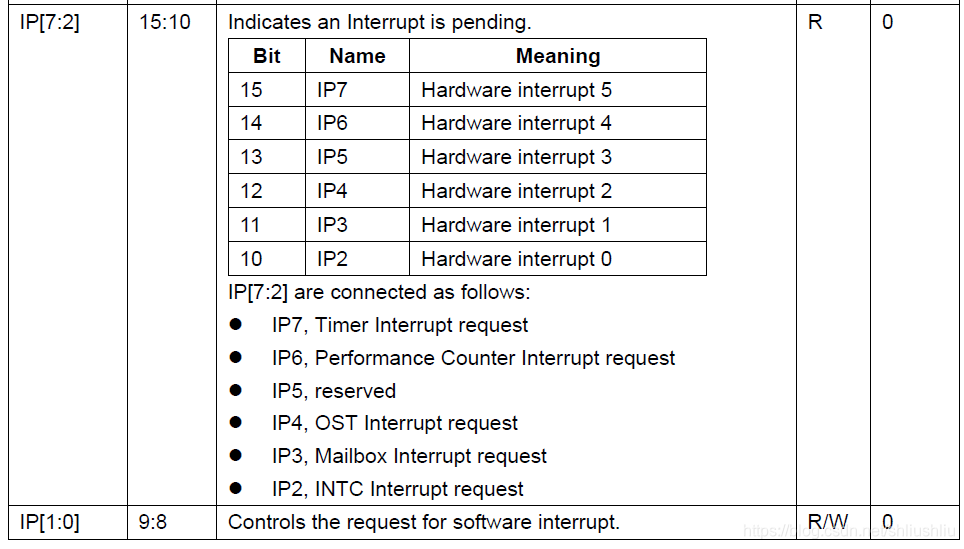 IP[7:2] 15:10 Indicates an Interrupt is pending. R 0
Bit Name Meaning
15 IP7 Hardware interrupt 5
14 IP6 Hardware interrupt 4
13 IP5 Hardware interrupt 3
12 IP4 Hardware interrupt 2
11 IP3 Hardware interrupt 1
10 IP2 Hardware interrupt 0
IP[7:2] are connected as follows:
● IP7, Timer Interrupt request
● IP6, Performance Counter Interrupt request
● IP5, reserved
● IP4, OST Interrupt request
● IP3, Mailbox Interrupt request
● IP2, INTC Interrupt request
IP[1:0] 9:8 Controls the request for software interrupt. R/W 0
https://blog.csdn.net/shliushliu